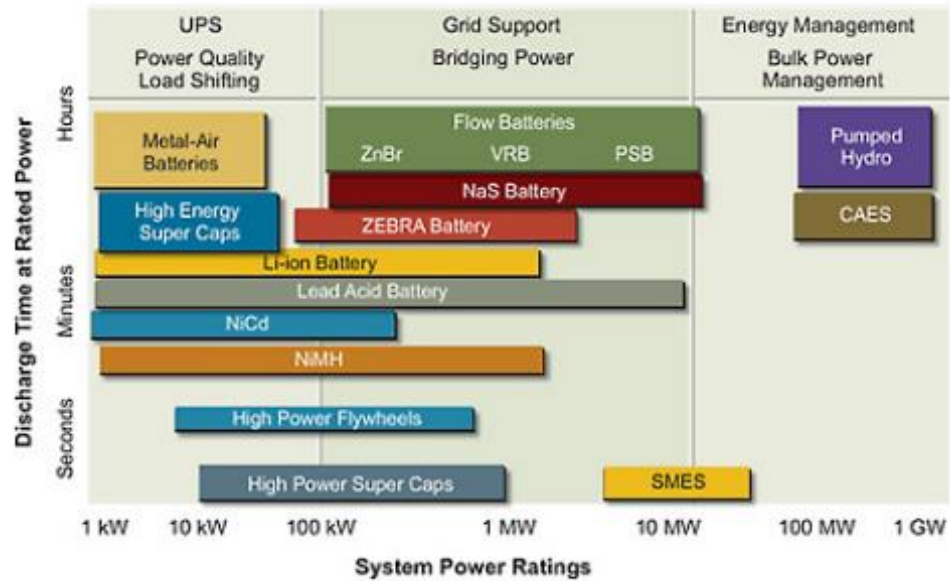 UPS
Power Quality
Load Shifting
Grid Support
Bridging Power
Energy Management
Bulk Power
Management
Discharge Time at Rated Power
Hours
Minutes
Seconds
Metal-Air
Batteries
Flow Batteries
ZnBr VRB PSB
Pumped
Hydro
NaS Battery
High Energy
Super Caps
ZEBRA Battery
CAES
Li-ion Battery
Lead Acid Battery
NiCd
NiMH
High Power Flywheels
High Power Super Caps
SMES
1 kW 10 kW 100 kW 1 MW 10 MW 100 MW 1 GW
System Power Ratings